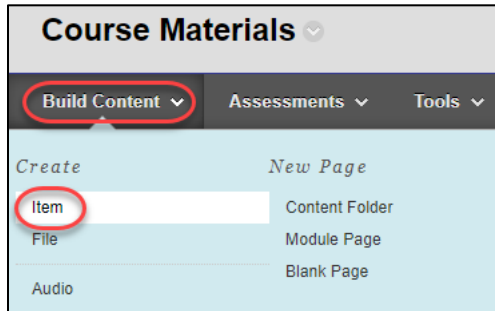 Course Materials
Build Content Assessments Tools
Create New Page
Item Content Folder
File Module Page
Blank Page
Audio